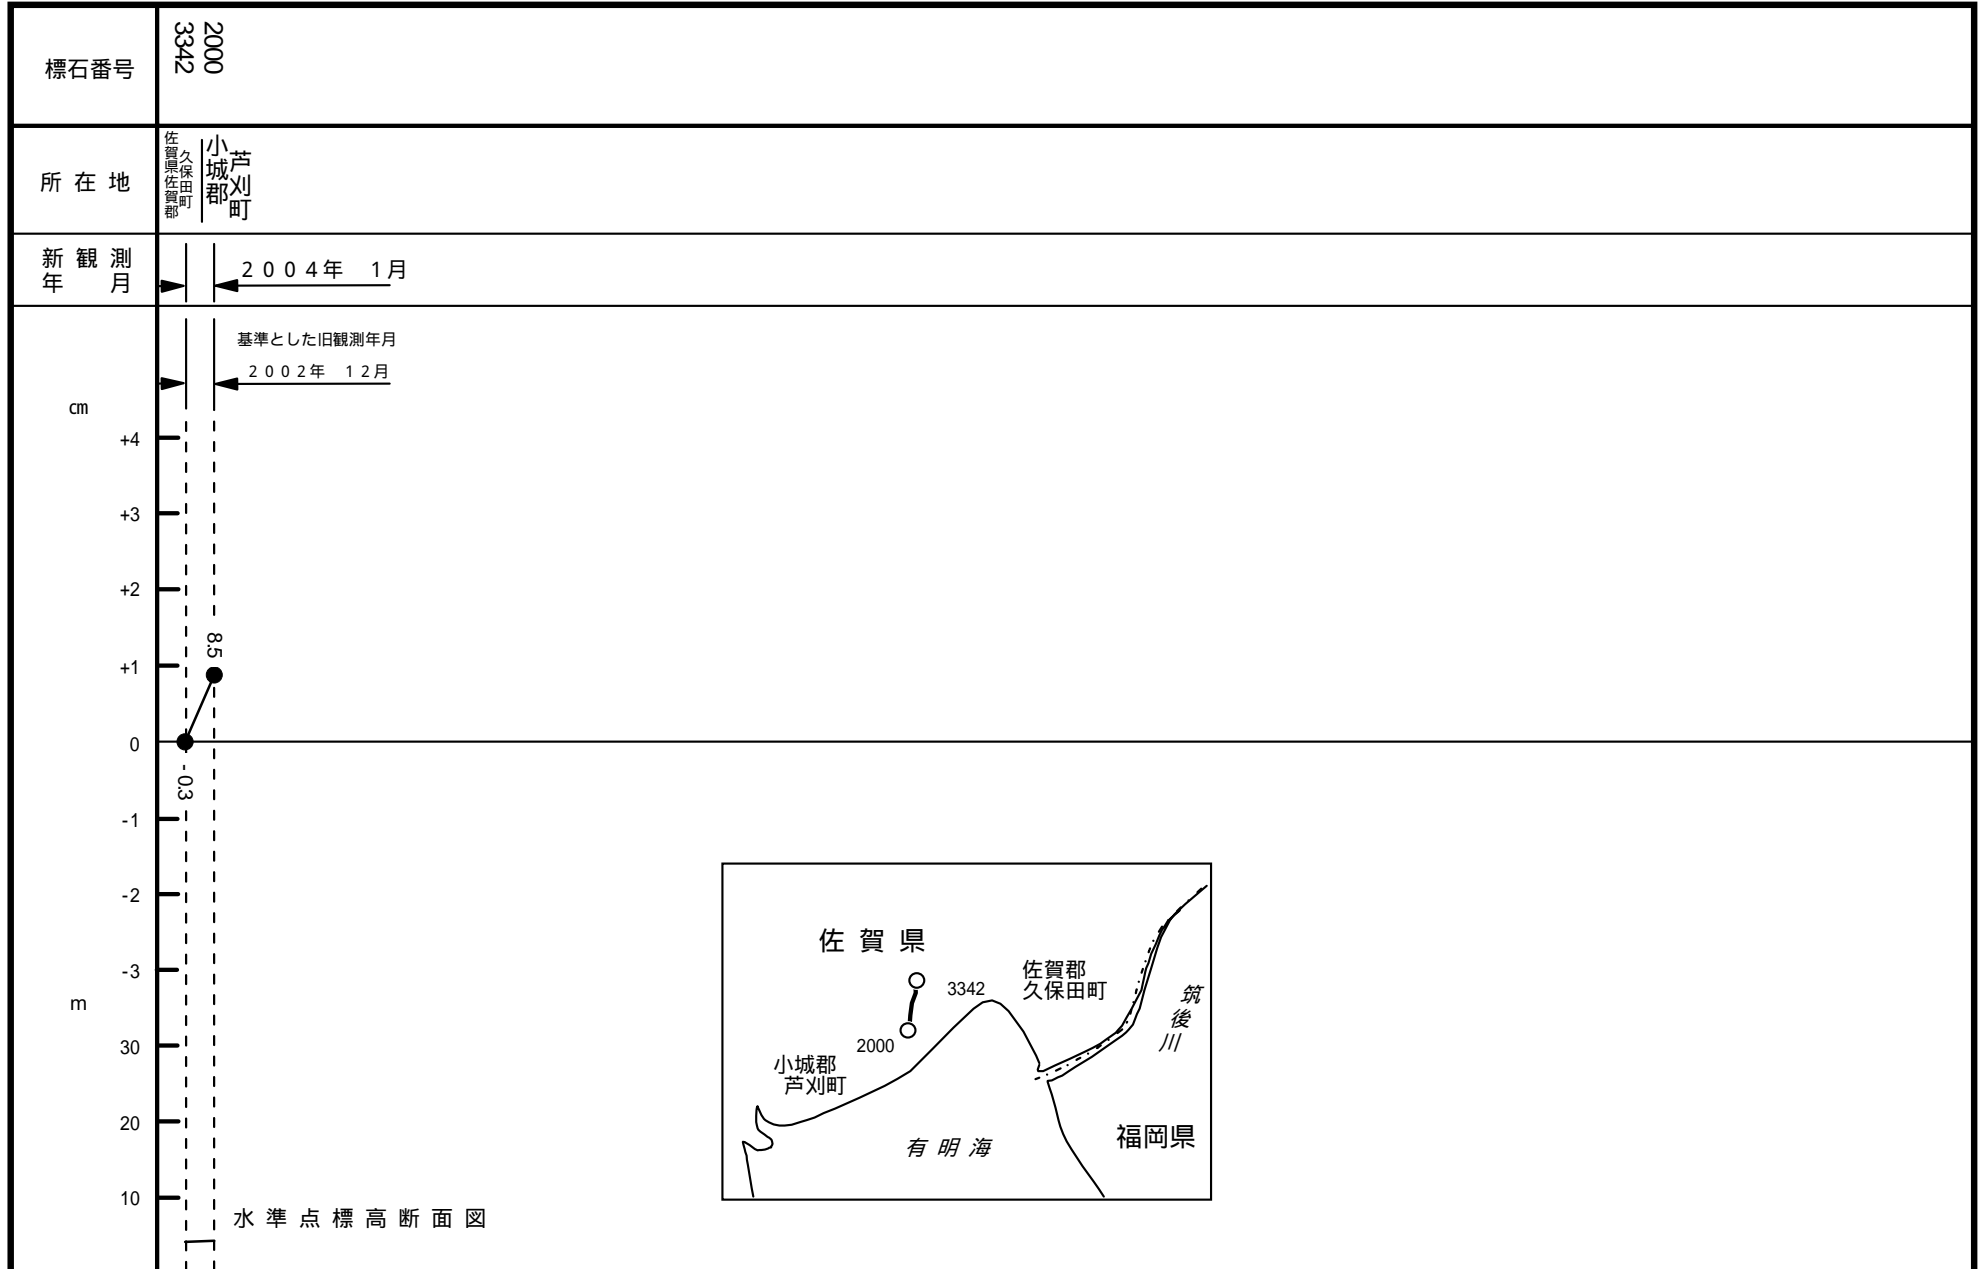 標石番号
3342
2000
所在地
佐賀県佐賀郡
久保田町
小城郡
芦刈町
新観測
年 月
2004年 1月
基準とした旧観測年月
2002年 12月
cm
+4
+3
+2
+1
0
-1
-2
-3
8.5
-0.3
m
30
20
10
水準点標高断面図
佐賀県
3342
佐賀郡
久保田町
2000
小城郡
芦刈町
筑後川
有明海
福岡県